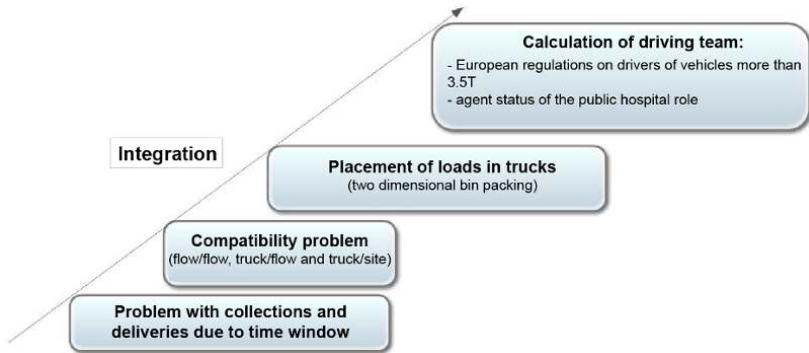 Calculation of driving team:
- European regulations on drivers of vehicles more than
3.5T
- agent status of the public hospital role
Integration
Placement of loads in trucks
(two dimensional bin packing)
Compatibility problem
(flow/flow, truck/flow and truck/site)
Problem with collections and
deliveries due to time window